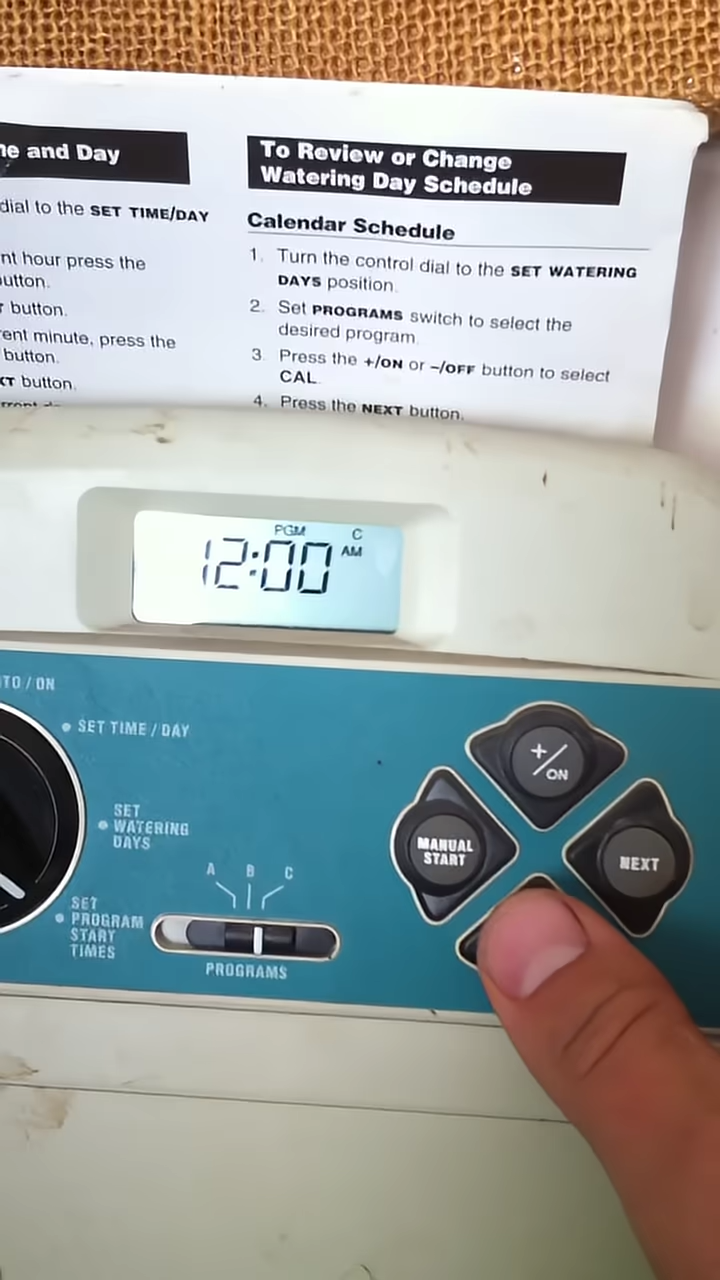 ne and Day
dial to the SET TIME/DAY
nt hour press the
utton.
button.
ent minute, press the
button.
XT button.
To Review or Change
Watering Day Schedule
Calendar Schedule
1. Turn the control dial to the SET WATERING
DAYS position.
2. Set PROGRAMS switch to select the
desired program.
3. Press the +/ON or –/OFF button to select
CAL.
4. Press the NEXT button.
PGM C
12:00 AM
TO / ON
SET TIME / DAY
SET
WATERING
DAYS
SET
PROGRAM
START
TIMES
A B C
PROGRAMS
+/ON
MANUAL
START
NEXT